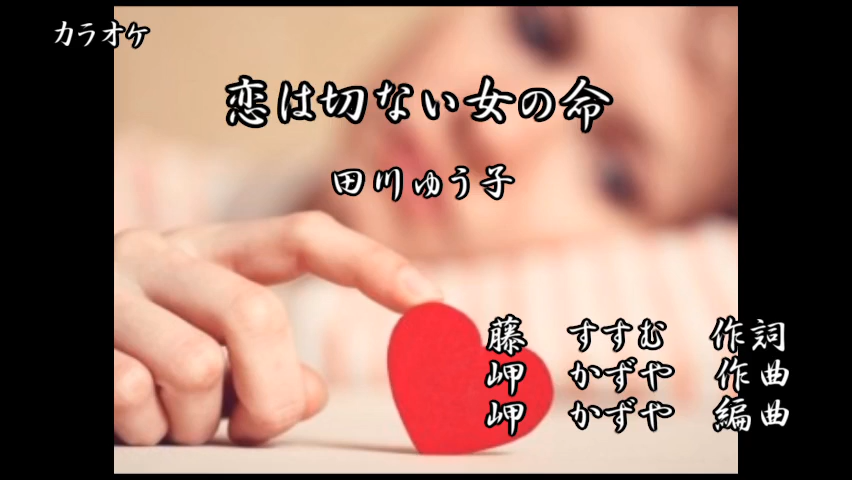 カラオケ
恋は切ない女の命
田川ゆう子
藤 すすむ 作詞
岬 かずや 作曲
岬 かずや 編曲